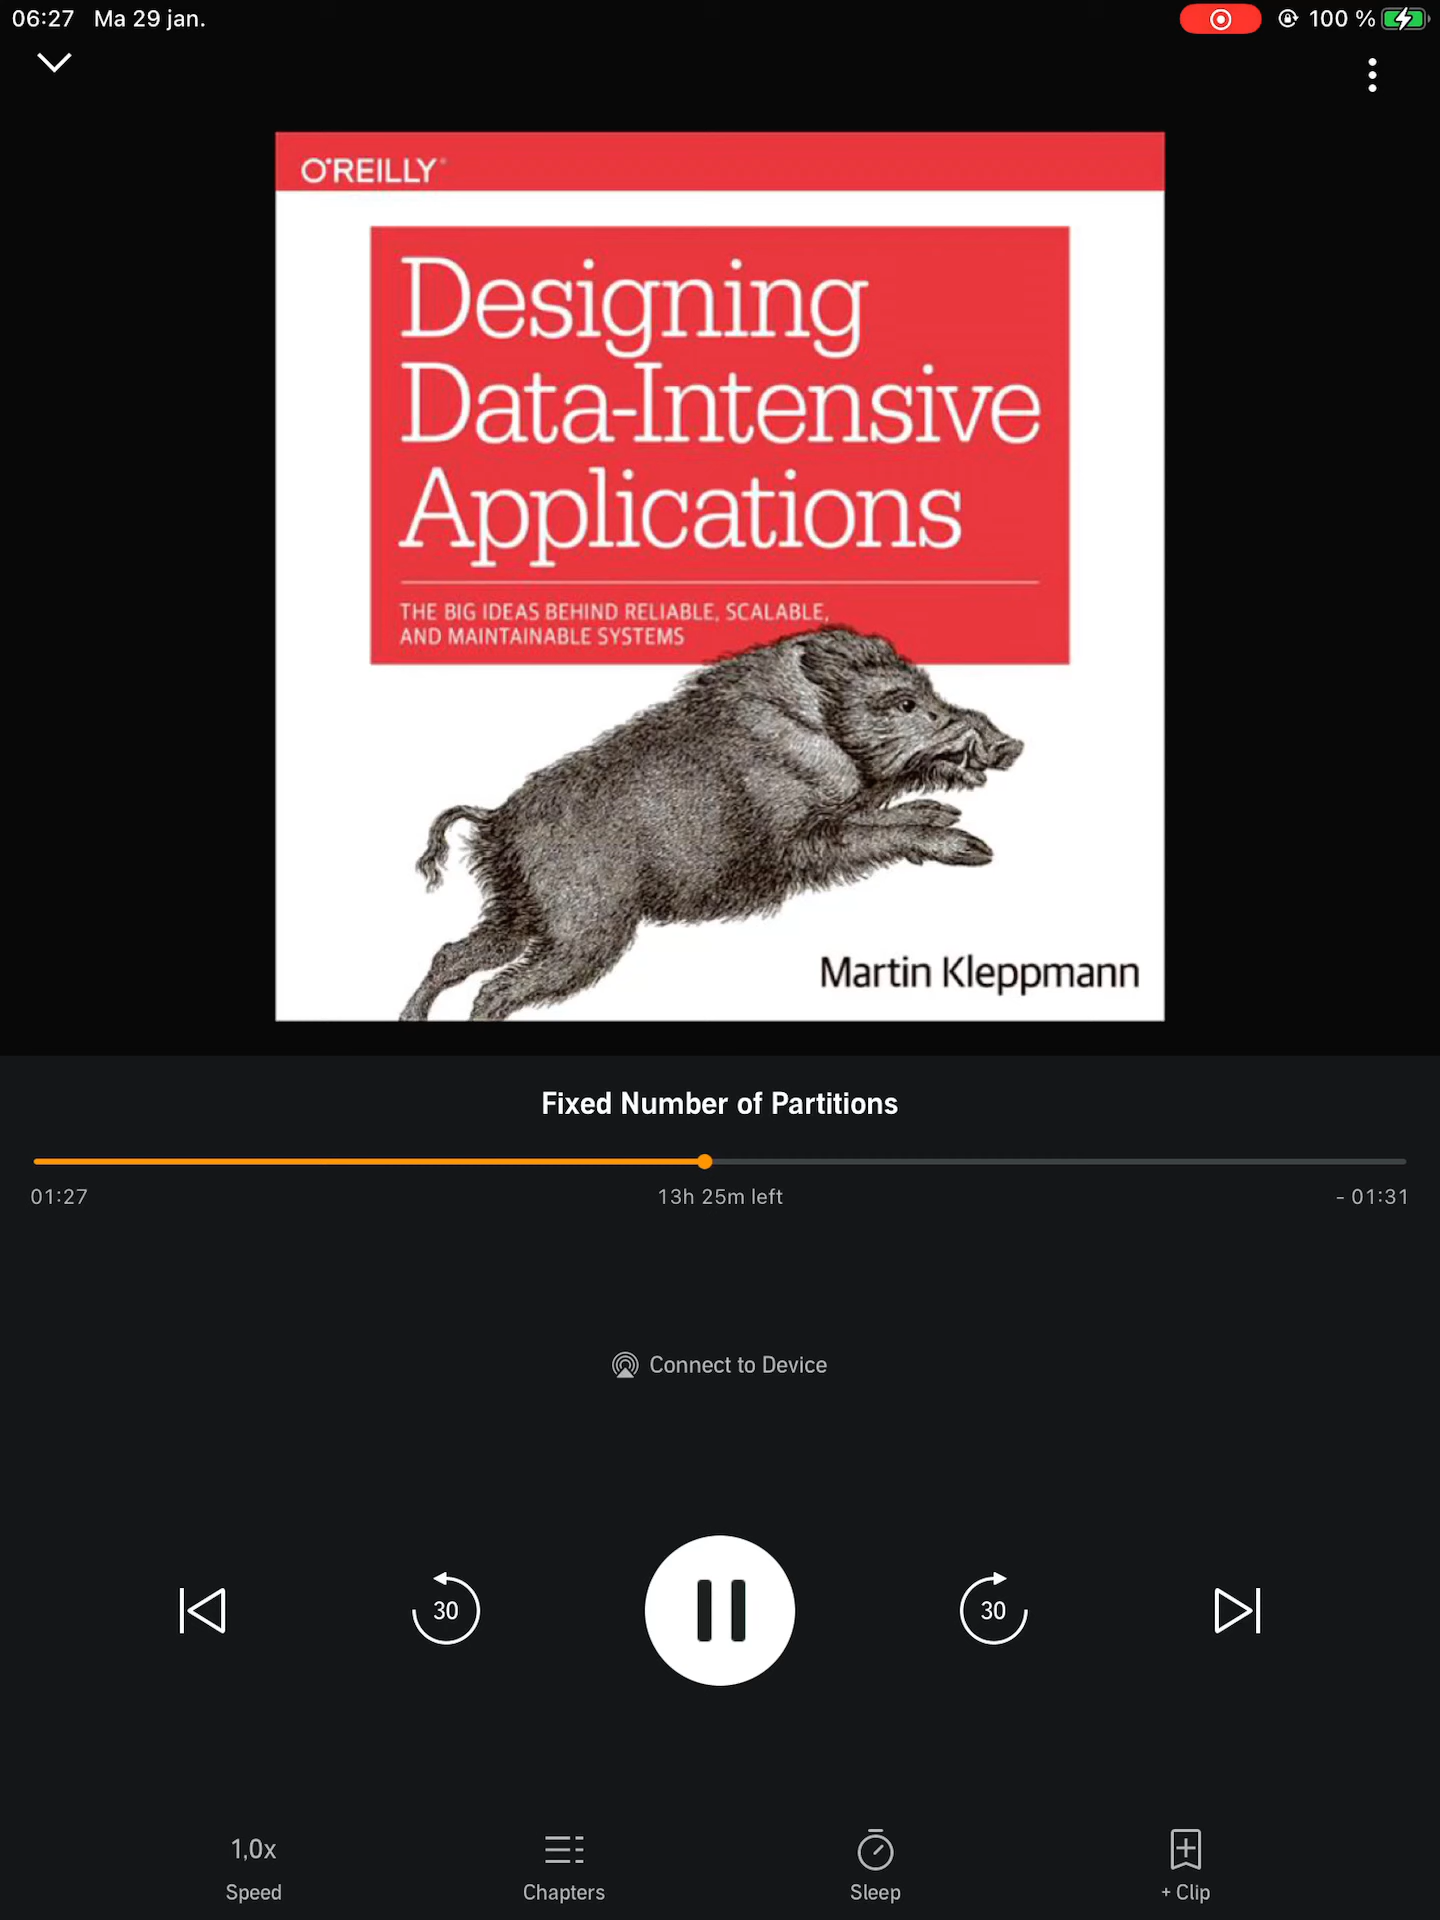 06:27 Ma 29 jan. 100 %
O'REILLY®
Designing
Data-Intensive
Applications
THE BIG IDEAS BEHIND RELIABLE, SCALABLE,
AND MAINTAINABLE SYSTEMS
Martin Kleppmann
Fixed Number of Partitions
01:27 13h 25m left - 01:31
Connect to Device
30 30
1,0x
Speed Chapters Sleep + Clip